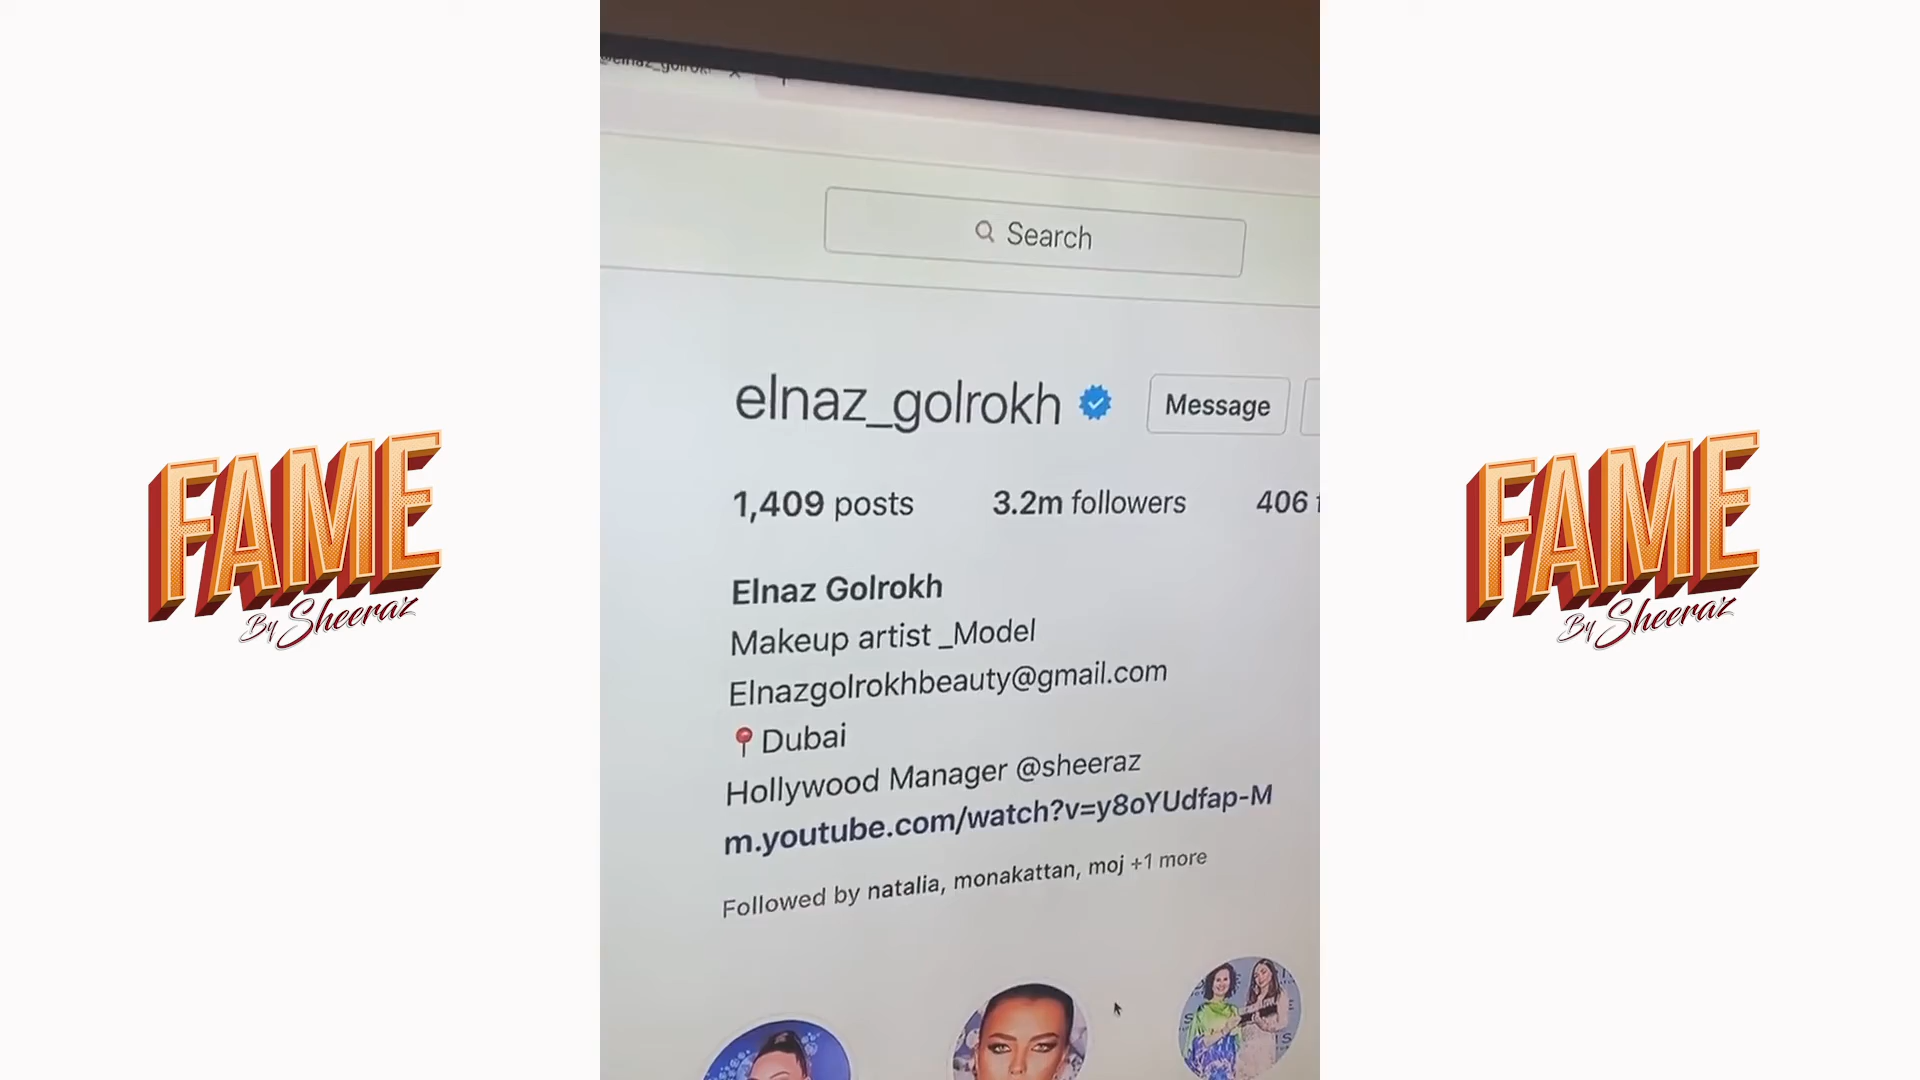 @elnaz_golrokh
Search
elnaz_golrokh
Message
1,409 posts
3.2m followers
406
Elnaz Golrokh
Makeup artist _Model
Elnazgolrokhbeauty@gmail.com
📍Dubai
Hollywood Manager @sheeraz
m.youtube.com/watch?v=y8oYUdfap-M
Followed by natalia, monakattan, moj +1 more
FAME
By Sheeraz
FAME
By Sheeraz